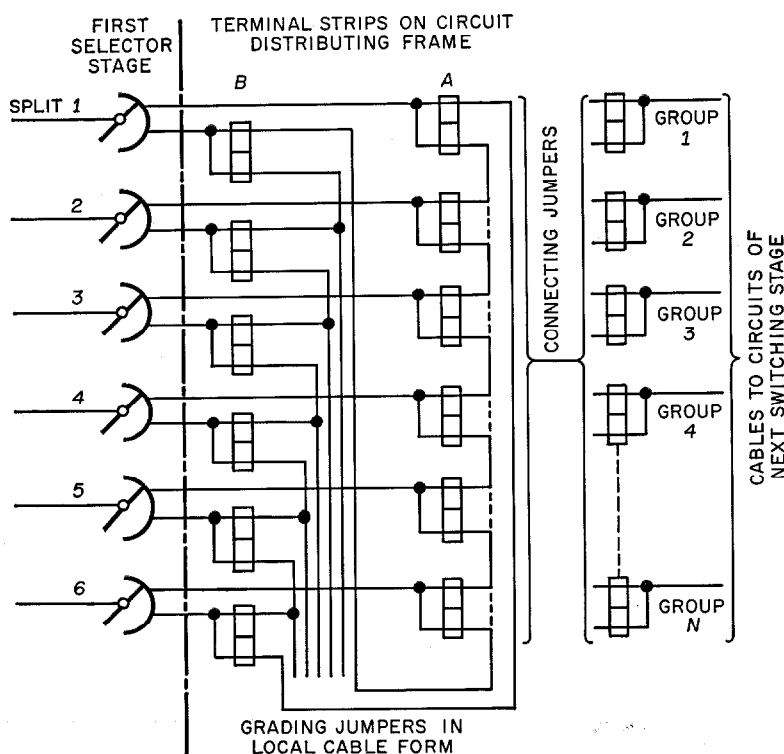 FIRST
SELECTOR
STAGE
TERMINAL STRIPS ON CIRCUIT
DISTRIBUTING FRAME
B
A
SPLIT 1
2
3
4
5
6
CONNECTING JUMPERS
GROUP
1
GROUP
2
GROUP
3
GROUP
4
GROUP
N
CABLES TO CIRCUITS OF
NEXT SWITCHING STAGE
GRADING JUMPERS IN
LOCAL CABLE FORM